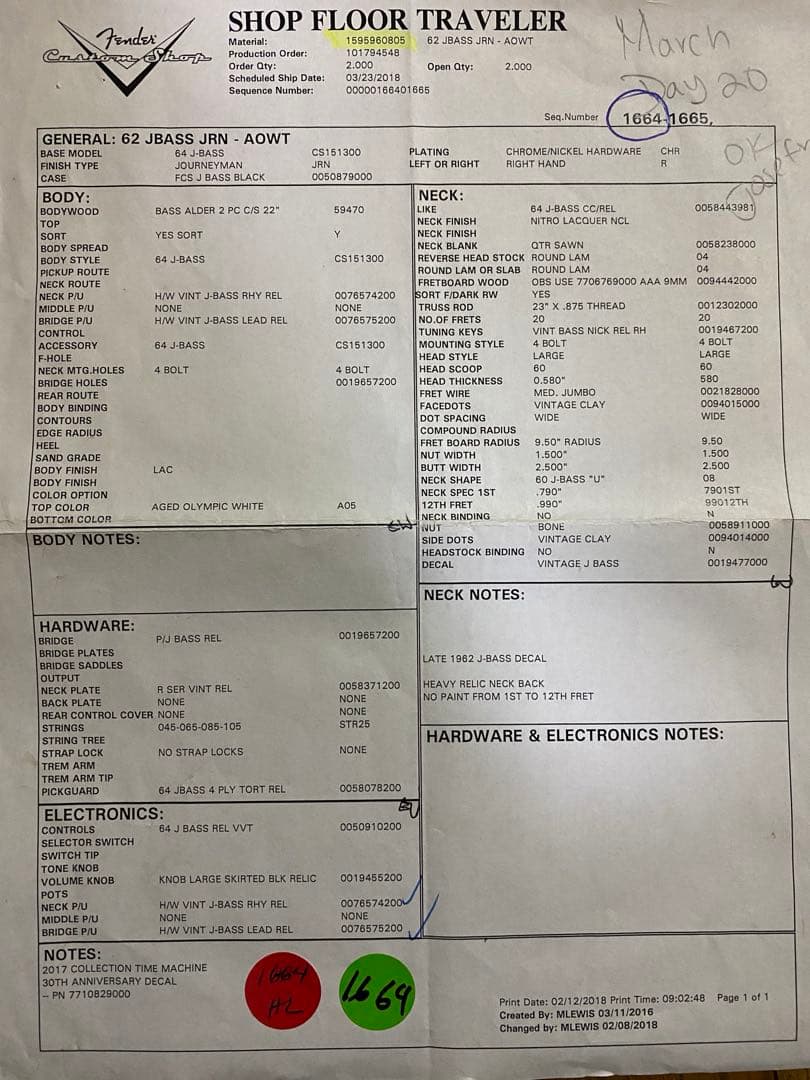 Fender
Custom Shop
SHOP FLOOR TRAVELER
Material: 1595960805 62 JBASS JRN - AOWT
Production Order: 101794548
Order Qty: 2.000 Open Qty: 2.000
Scheduled Ship Date: 03/23/2018
Sequence Number: 00000166401665
March
Day 20
Seq.Number 1664-1665,
OK
GENERAL: 62 JBASS JRN - AOWT
BASE MODEL 64 J-BASS CS151300 PLATING CHROME/NICKEL HARDWARE CHR
FINISH TYPE JOURNEYMAN JRN LEFT OR RIGHT RIGHT HAND R
CASE FCS J BASS BLACK 0050879000
BODY:
BODYWOOD BASS ALDER 2 PC C/S 22" 59470
TOP
SORT YES SORT Y
BODY SPREAD
BODY STYLE 64 J-BASS CS151300
PICKUP ROUTE
NECK ROUTE
NECK P/U H/W VINT J-BASS RHY REL 0076574200
MIDDLE P/U NONE NONE
BRIDGE P/U H/W VINT J-BASS LEAD REL 0076575200
CONTROL
ACCESSORY 64 J-BASS CS151300
F-HOLE
NECK MTG.HOLES 4 BOLT 4 BOLT
BRIDGE HOLES 0019657200
REAR ROUTE
BODY BINDING
CONTOURS
EDGE RADIUS
HEEL
SAND GRADE
BODY FINISH LAC
BODY FINISH
COLOR OPTION
TOP COLOR AGED OLYMPIC WHITE A05
BOTTOM COLOR
BODY NOTES:
HARDWARE:
BRIDGE P/J BASS REL 0019657200
BRIDGE PLATES
BRIDGE SADDLES
OUTPUT
NECK PLATE R SER VINT REL 0058371200
BACK PLATE NONE NONE
REAR CONTROL COVER NONE NONE
STRINGS 045-065-085-105 STR25
STRING TREE
STRAP LOCK NO STRAP LOCKS NONE
TREM ARM
TREM ARM TIP
PICKGUARD 64 JBASS 4 PLY TORT REL 0058078200
ELECTRONICS:
CONTROLS 64 J BASS REL VVT 0050910200
SELECTOR SWITCH
SWITCH TIP
TONE KNOB
VOLUME KNOB KNOB LARGE SKIRTED BLK RELIC 0019455200
POTS
NECK P/U H/W VINT J-BASS RHY REL 0076574200
MIDDLE P/U NONE NONE
BRIDGE P/U H/W VINT J-BASS LEAD REL 0076575200
NECK:
LIKE 64 J-BASS CC/REL 0058443981
NECK FINISH NITRO LACQUER NCL
NECK FINISH
NECK BLANK QTR SAWN 0058238000
REVERSE HEAD STOCK ROUND LAM 04
ROUND LAM OR SLAB ROUND LAM 04
FRETBOARD WOOD OBS USE 7706769000 AAA 9MM 0094442000
SORT F/DARK RW YES
TRUSS ROD 23" X .875 THREAD 0012302000
NO.OF FRETS 20 20
TUNING KEYS VINT BASS NICK REL RH 0019467200
MOUNTING STYLE 4 BOLT 4 BOLT
HEAD STYLE LARGE LARGE
HEAD SCOOP 60 60
HEAD THICKNESS 0.580" 580
FRET WIRE MED. JUMBO 0021828000
FACEDOTS VINTAGE CLAY 0094015000
DOT SPACING WIDE WIDE
COMPOUND RADIUS
FRET BOARD RADIUS 9.50" RADIUS 9.50
NUT WIDTH 1.500" 1.500
BUTT WIDTH 2.500" 2.500
NECK SHAPE 60 J-BASS "U" 08
NECK SPEC 1ST .790" 7901ST
12TH FRET .990" 99012TH
NECK BINDING NO N
NUT BONE 0058911000
SIDE DOTS VINTAGE CLAY 0094014000
HEADSTOCK BINDING NO N
DECAL VINTAGE J BASS 0019477000
NECK NOTES:
LATE 1962 J-BASS DECAL
HEAVY RELIC NECK BACK
NO PAINT FROM 1ST TO 12TH FRET
HARDWARE & ELECTRONICS NOTES:
NOTES:
2017 COLLECTION TIME MACHINE
30TH ANNIVERSARY DECAL
-- PN 7710829000
1664
AL
1664
Print Date: 02/12/2018 Print Time: 09:02:48 Page 1 of 1
Created By: MLEWIS 03/11/2016
Changed by: MLEWIS 02/08/2018